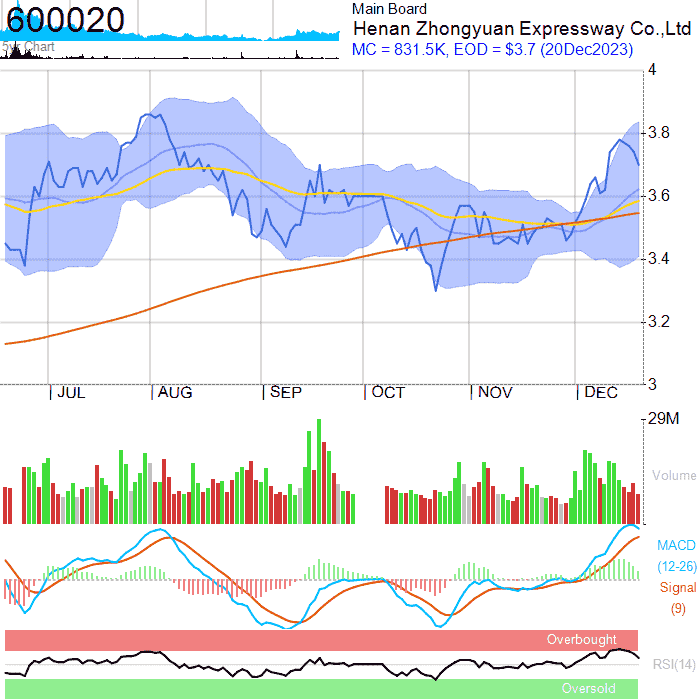 600020
5yr Chart
Main Board
Henan Zhongyuan Expressway Co.,Ltd
MC = 831.5K, EOD = $3.7 (20Dec2023)
4
3.8
3.6
3.4
3.2
3
JUL AUG SEP OCT NOV DEC
29M
Volume
MACD
(12-26)
Signal
(9)
Overbought
RSI(14)
Oversold